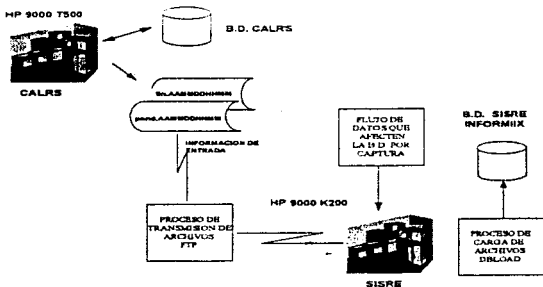 HP 9000 T500
CALRS
B.D. CALRS
INFORMACION DE
ENTRADA
FLUJO DE
DATOS QUE
AFECTEN
LA B D POR
CAPTURA
B.D. SISRE
INFORMIX
HP 9000 K200
PROCESO DE
TRANSMISION DE
ARCHIVOS
FTP
SISRE
PROCESO DE
CARGA DE
ARCHIVOS
DBLOAD